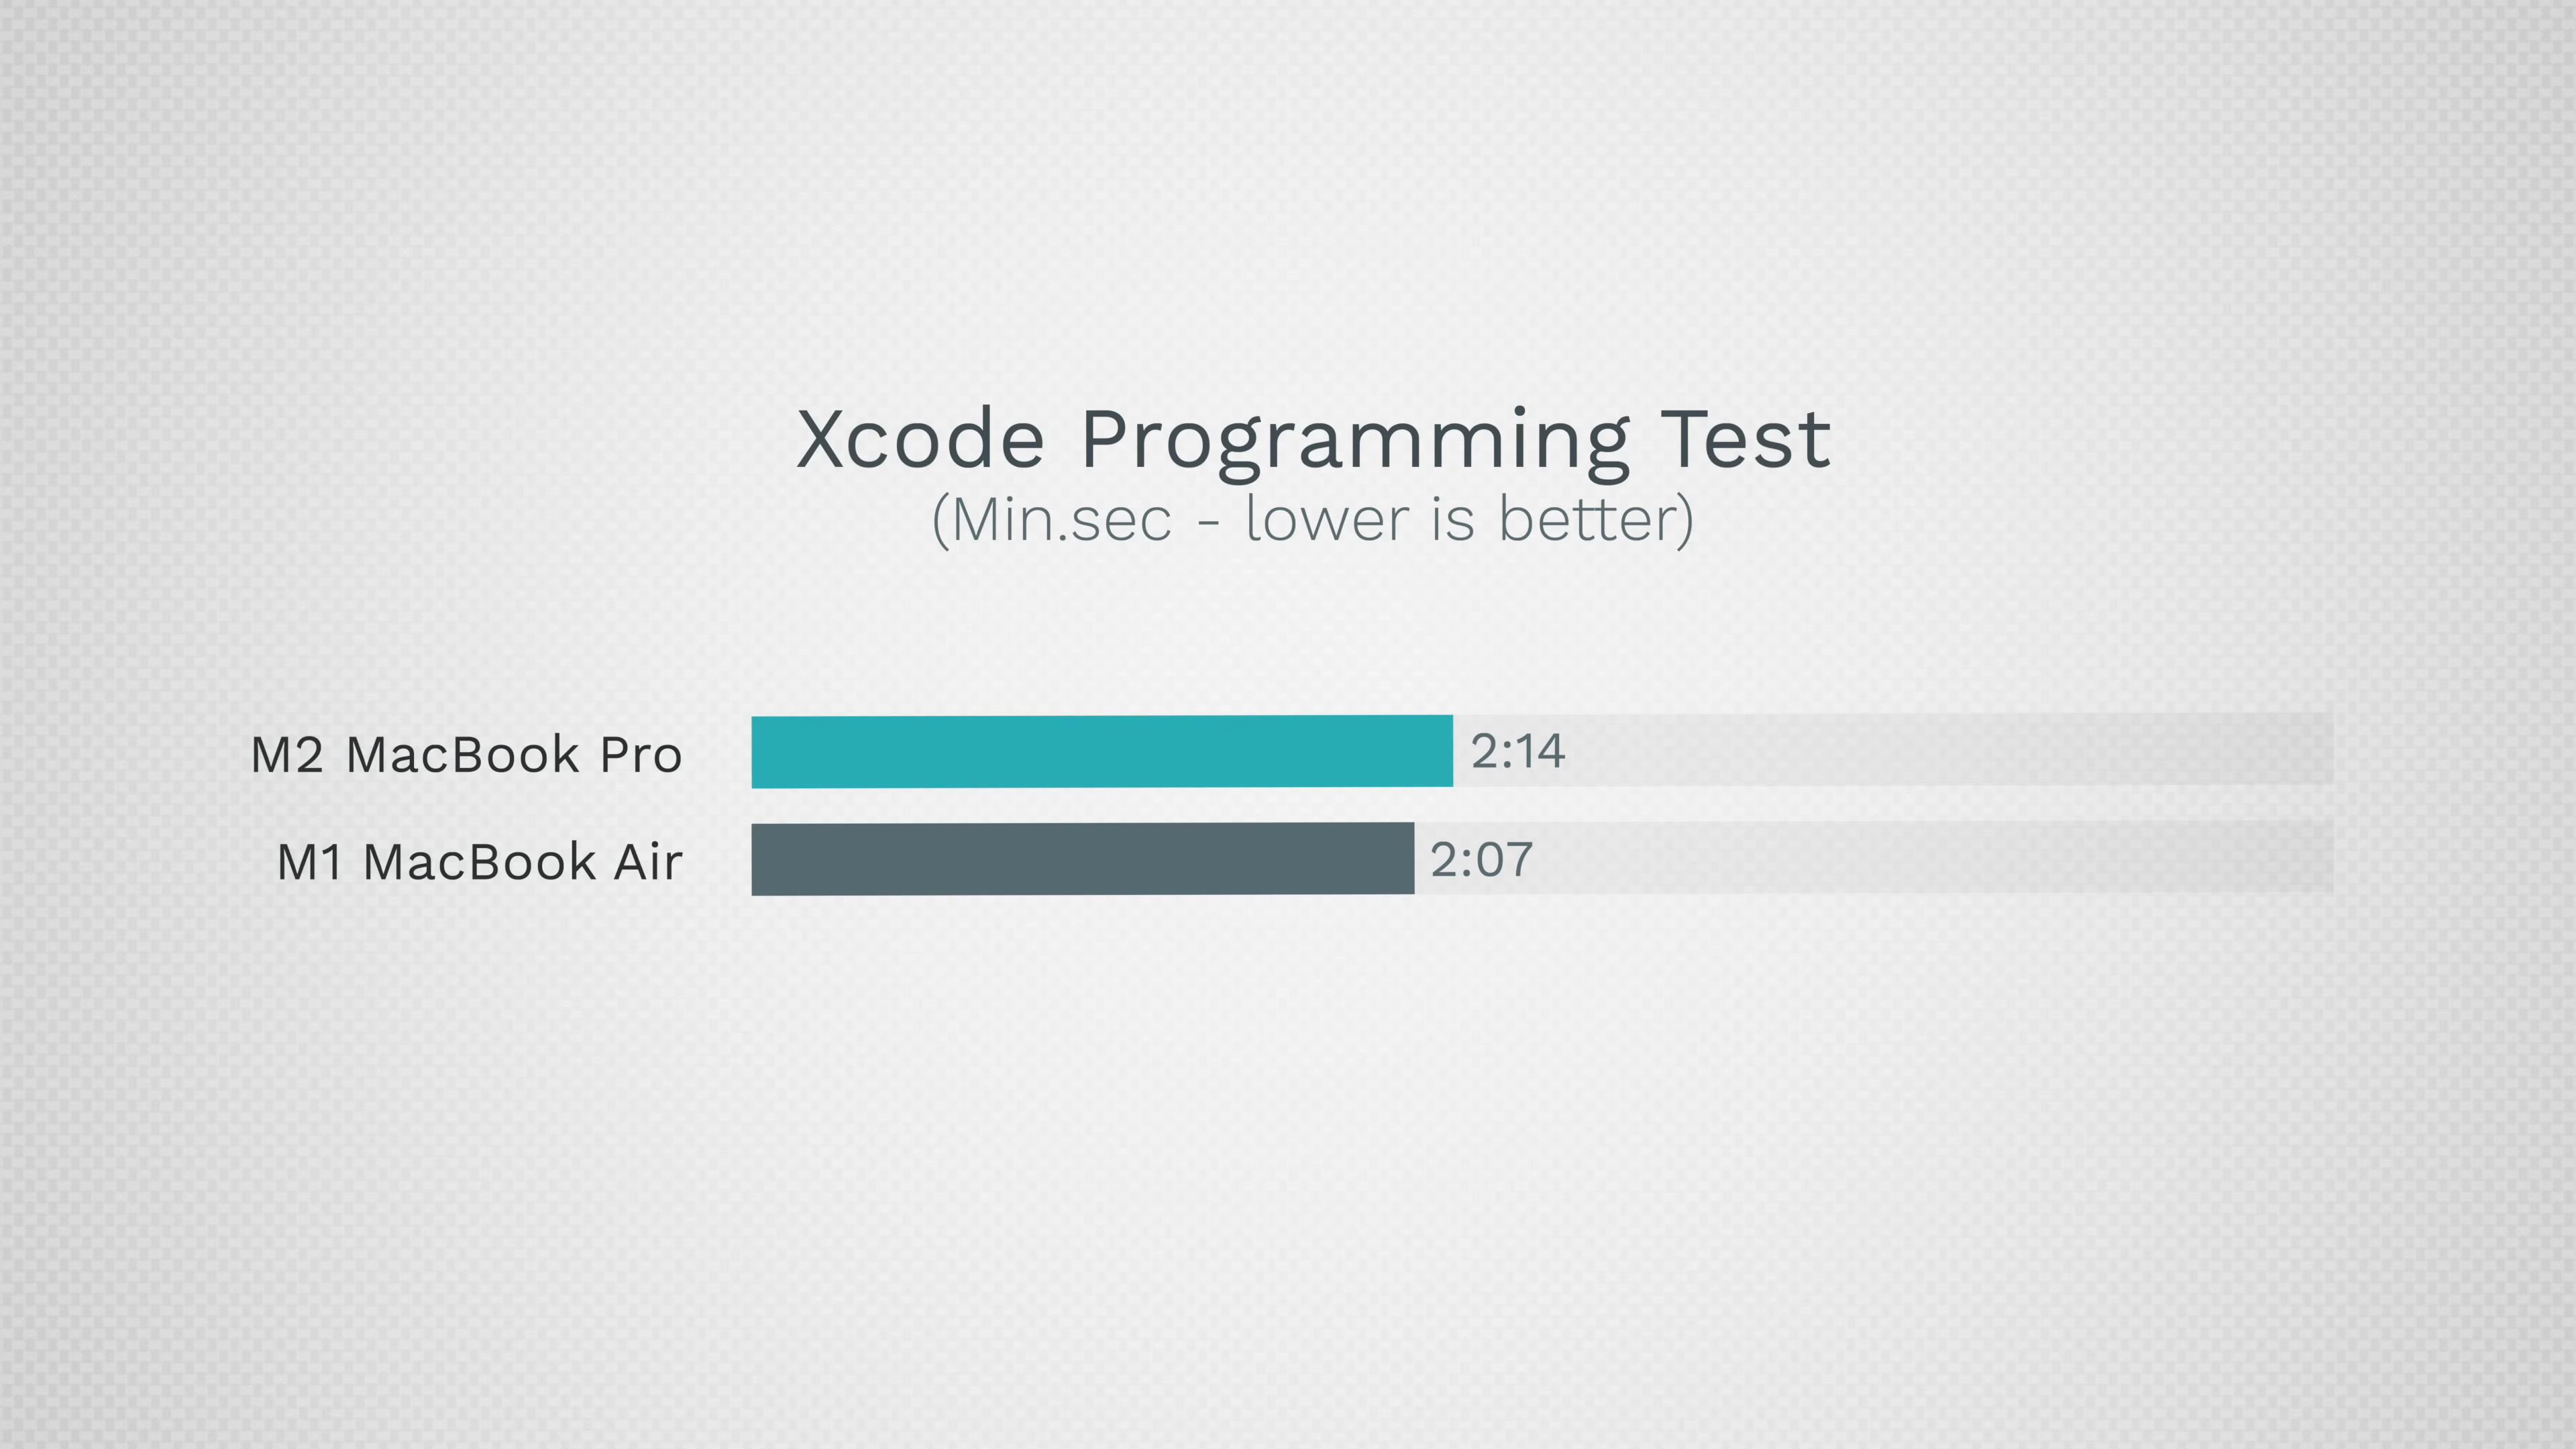 Xcode Programming Test
(Min.sec - lower is better)
M2 MacBook Pro 2:14
M1 MacBook Air 2:07